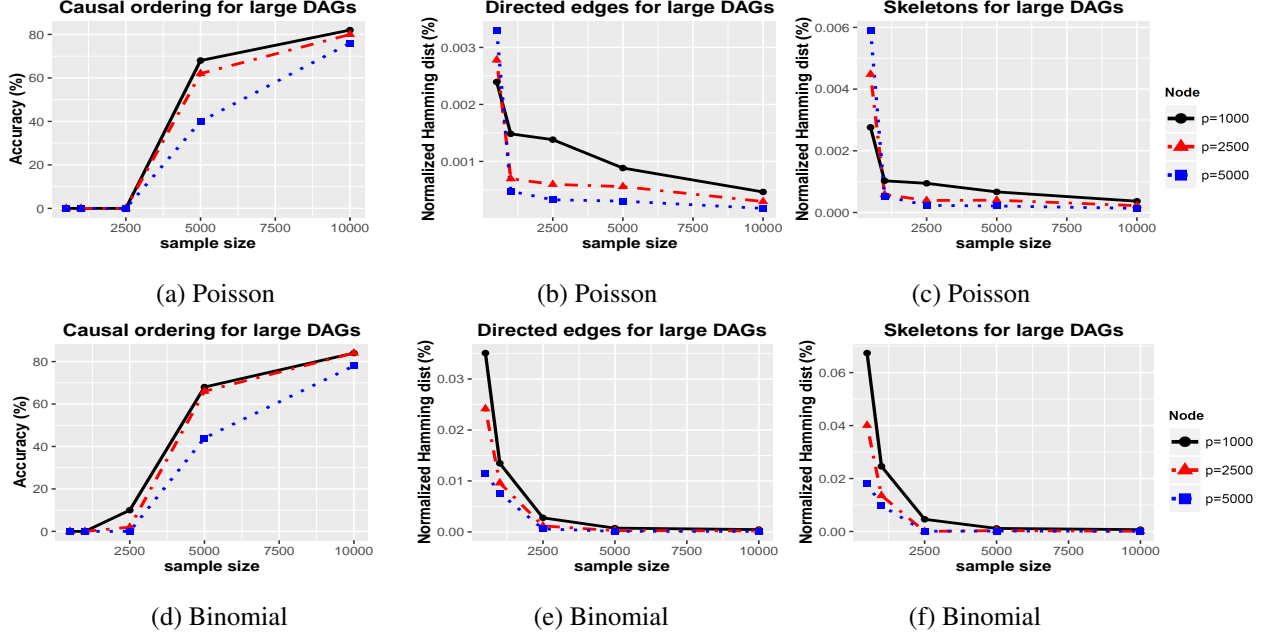 Causal ordering for large DAGs
Accuracy (%)
80
60
40
20
0
2500
5000
7500
10000
sample size
(a) Poisson
Directed edges for large DAGs
Normalized Hamming dist (%)
0.003
0.002
0.001
2500
5000
7500
10000
sample size
(b) Poisson
Skeletons for large DAGs
Normalized Hamming dist (%)
0.006
0.004
0.002
0.000
2500
5000
7500
10000
sample size
(c) Poisson
Node
p=1000
p=2500
p=5000
Causal ordering for large DAGs
Accuracy (%)
80
60
40
20
0
2500
5000
7500
10000
sample size
(d) Binomial
Directed edges for large DAGs
Normalized Hamming dist (%)
0.03
0.02
0.01
0.00
2500
5000
7500
10000
sample size
(e) Binomial
Skeletons for large DAGs
Normalized Hamming dist (%)
0.06
0.04
0.02
0.00
2500
5000
7500
10000
sample size
(f) Binomial
Node
p=1000
p=2500
p=5000